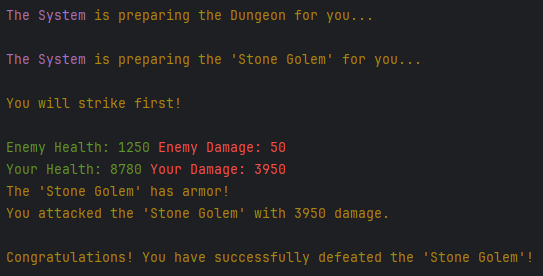 The System is preparing the Dungeon for you...
The System is preparing the 'Stone Golem' for you...
You will strike first!
Enemy Health: 1250 Enemy Damage: 50
Your Health: 8780 Your Damage: 3950
The 'Stone Golem' has armor!
You attacked the 'Stone Golem' with 3950 damage.
Congratulations! You have successfully defeated the 'Stone Golem'!